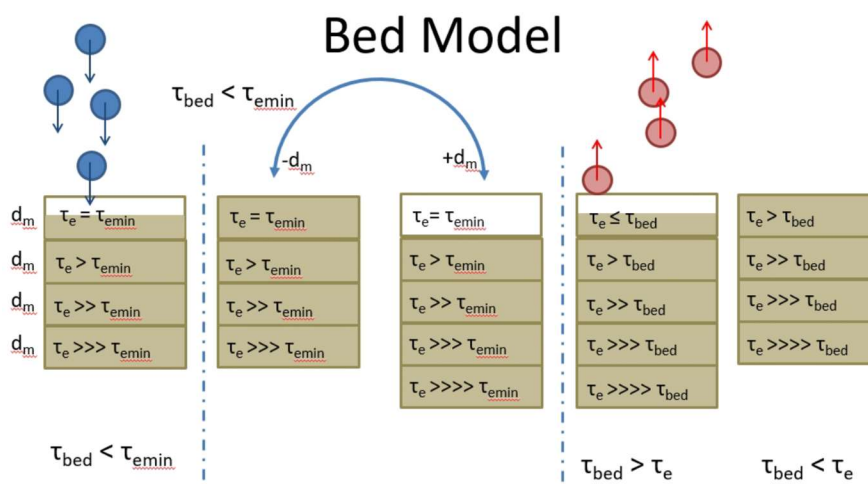 Bed Model
τbed < τemin
-dm
+dm
dm
τe = τemin
dm
τe > τemin
dm
τe >> τemin
dm
τe >>> τemin
τbed < τemin
τe = τemin
τe > τemin
τe >> τemin
τe >>> τemin
τe= τemin
τe > τemin
τe >> τemin
τe >>> τemin
τe >>>> τemin
τe ≤ τbed
τe > τbed
τe >> τbed
τe >>> τbed
τe >>>> τbed
τbed > τe
τe > τbed
τe >> τbed
τe >>> τbed
τe >>>> τbed
τbed < τe